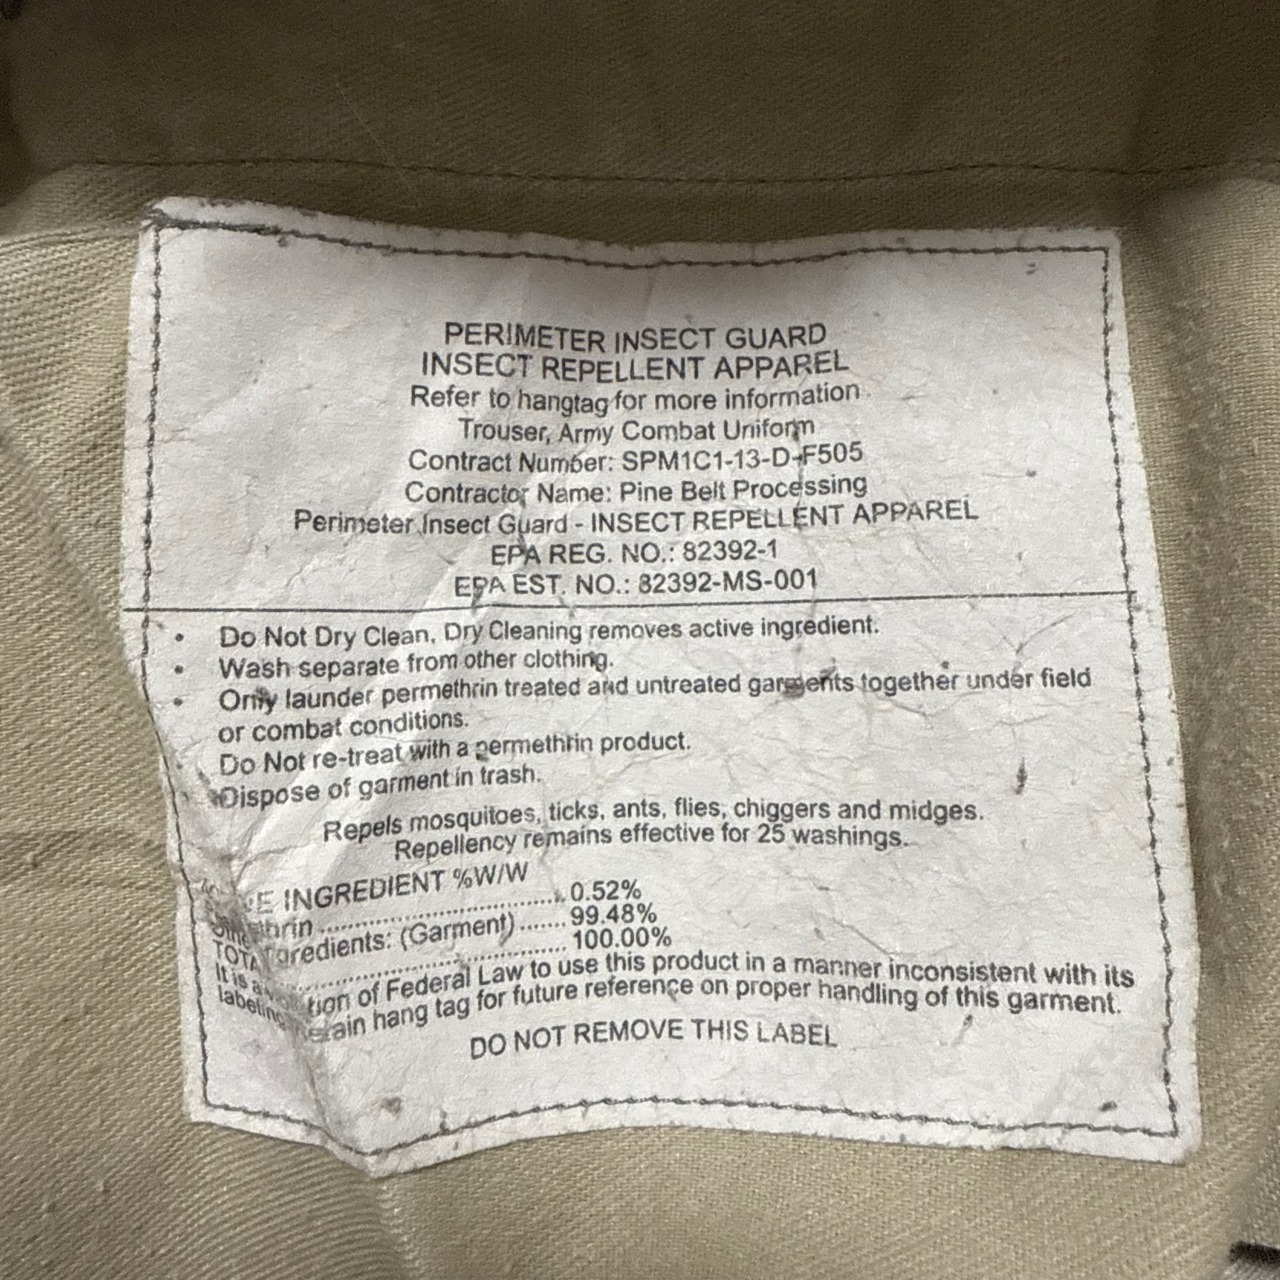 PERIMETER INSECT GUARD
INSECT REPELLENT APPAREL
Refer to hangtag for more information
Trouser, Army Combat Uniform
Contract Number: SPM1C1-13-D-F505
Contractor Name: Pine Belt Processing
Perimeter Insect Guard - INSECT REPELLENT APPAREL
EPA REG. NO.: 82392-1
EPA EST. NO.: 82392-MS-001
• Do Not Dry Clean. Dry Cleaning removes active ingredient.
• Wash separate from other clothing.
• Only launder permethrin treated and untreated garments together under field
or combat conditions.
Do Not re-treat with a permethrin product.
Dispose of garment in trash.
Repels mosquitoes, ticks, ants, flies, chiggers and midges.
Repellency remains effective for 25 washings.
INGREDIENT %W/W
.......... 0.52%
(Garment) ....... 99.48%
.......... 100.00%
It is a of Federal Law to use this product in a manner inconsistent with its
hang tag for future reference on proper handling of this garment.
DO NOT REMOVE THIS LABEL